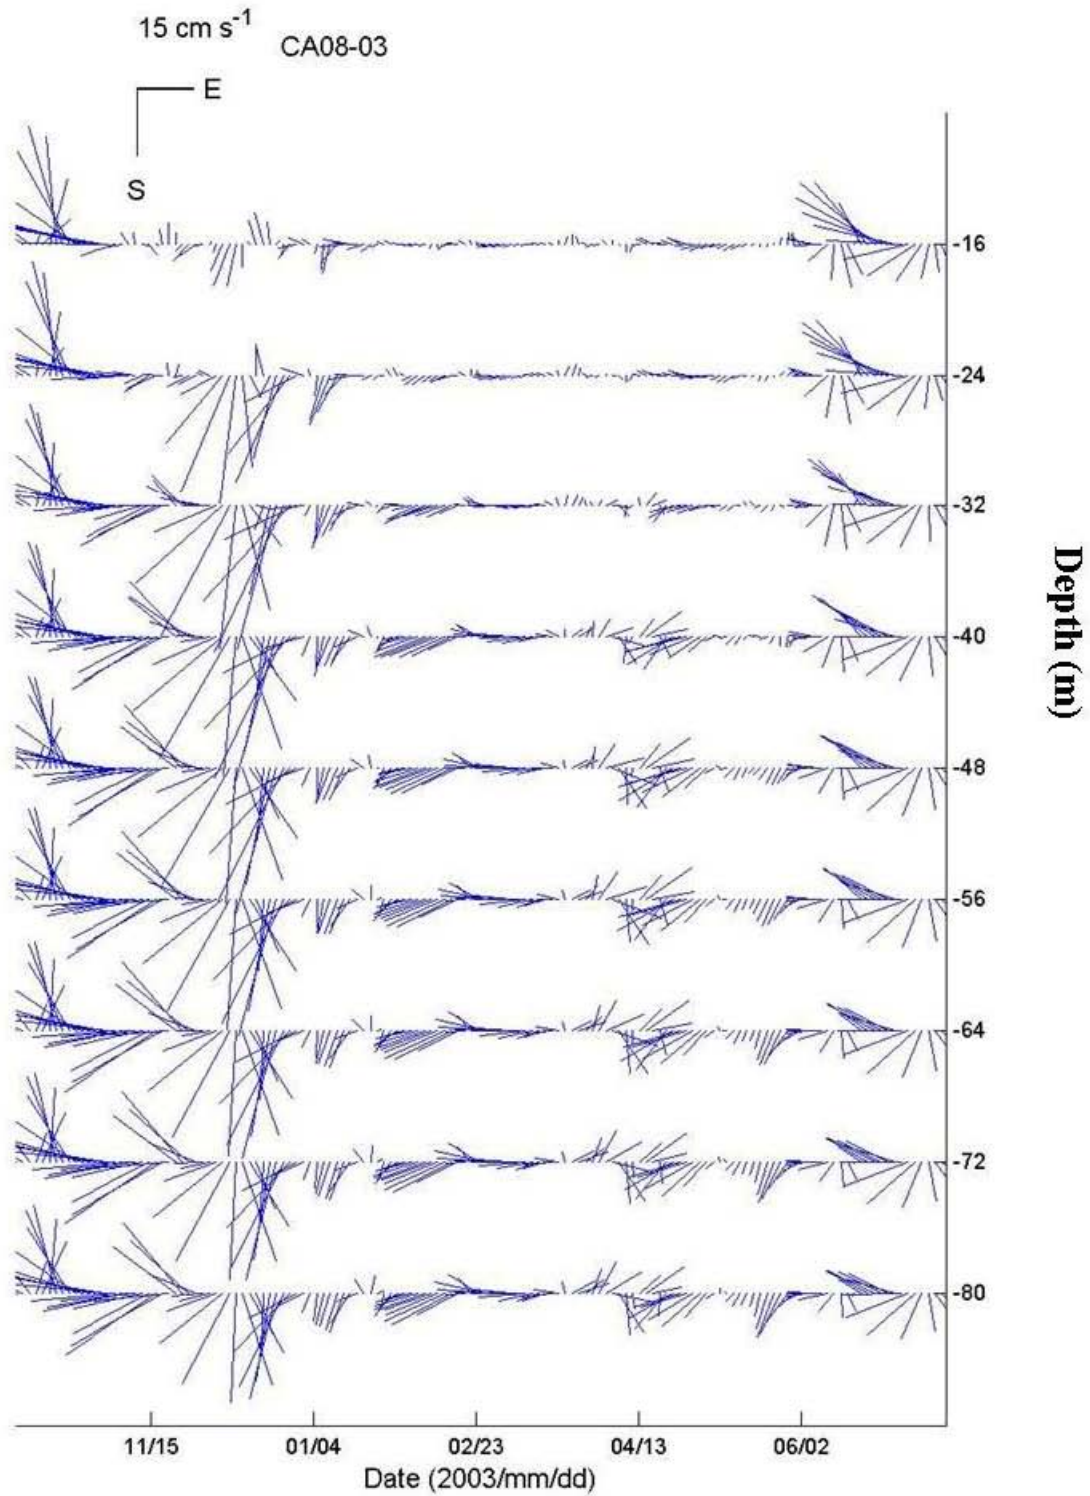 15 cm s⁻¹
CA08-03
E
S
-16
-24
-32
-40
-48
-56
-64
-72
-80
Depth (m)
11/15 01/04 02/23 04/13 06/02
Date (2003/mm/dd)